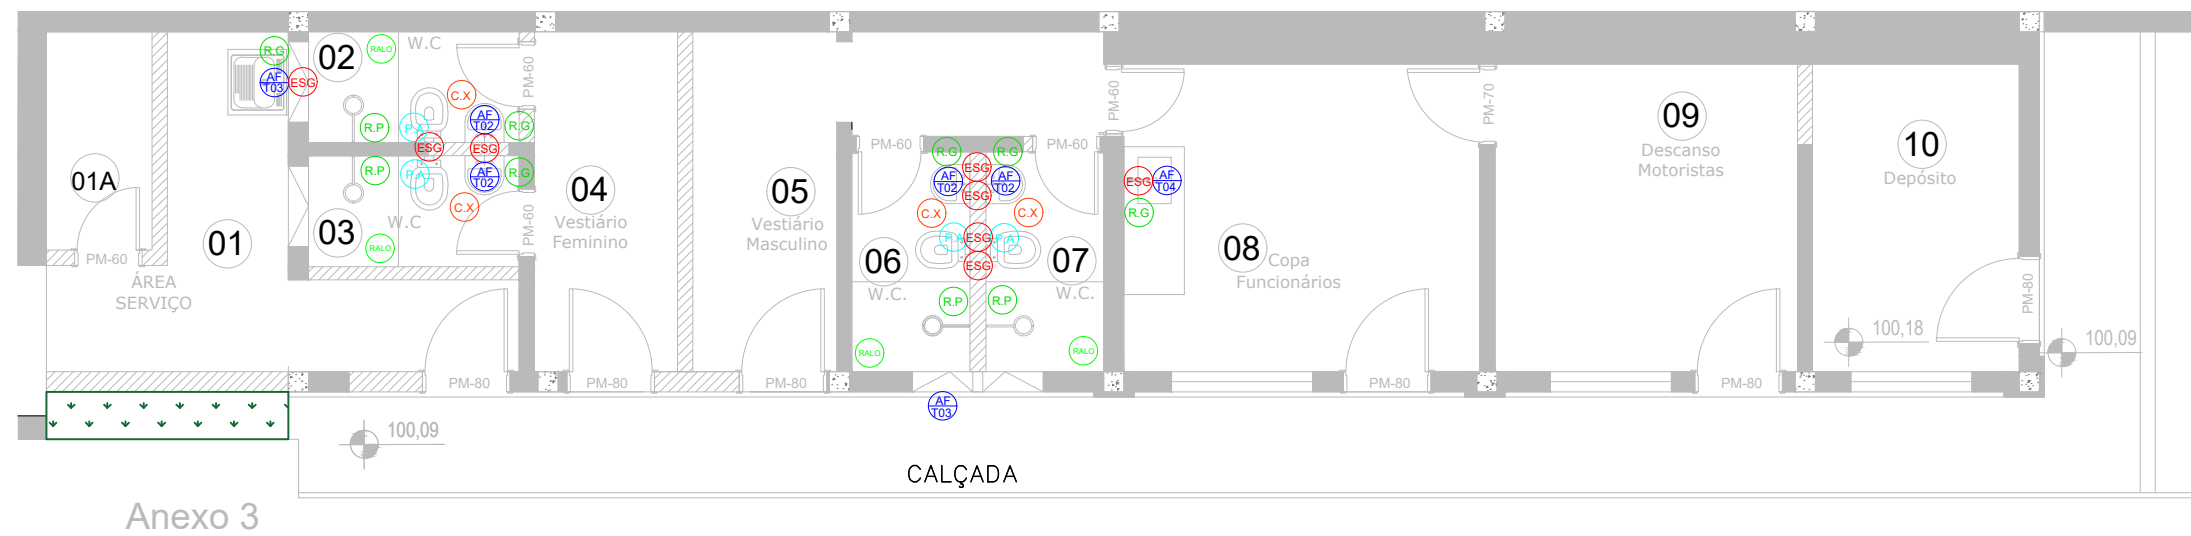 R.G
AF
T03
ESG
02
RALO
W.C
C.X
PM-60
R.P
P.A
AF
T02
R.G
ESG
ESG
R.P
P.A
AF
T02
R.G
C.X
W.C
03
RALO
PM-60
01A
PM-60
01
ÁREA
SERVIÇO
04
Vestiário
Feminino
05
Vestiário
Masculino
PM-60
R.G
R.G
PM-60
ESG
AF
T02
AF
T02
ESG
C.X
C.X
P.A
ESG
P.A
06
ESG
07
W.C.
W.C.
R.P
R.P
RALO
RALO
PM-60
ESG
AF
T04
R.G
08
Copa
Funcionários
PM-70
09
Descanso
Motoristas
10
Depósito
PM-80
100,18
100,09
PM-80
PM-80
PM-80
PM-80
PM-80
AF
T03
100,09
CALÇADA
Anexo 3